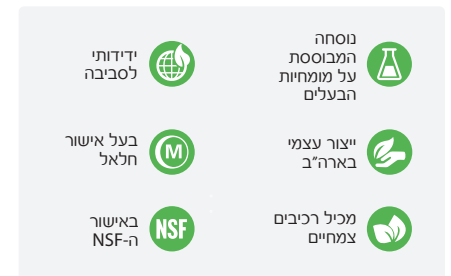 נוסחה
המבוססת
על מומחיות
הבעלים
ידידותי
לסביבה
ייצור עצמי
בארה״ב
בעל אישור
חלאל
M
מכיל רכיבים
צמחיים
באישור
ה-NSF
NSF